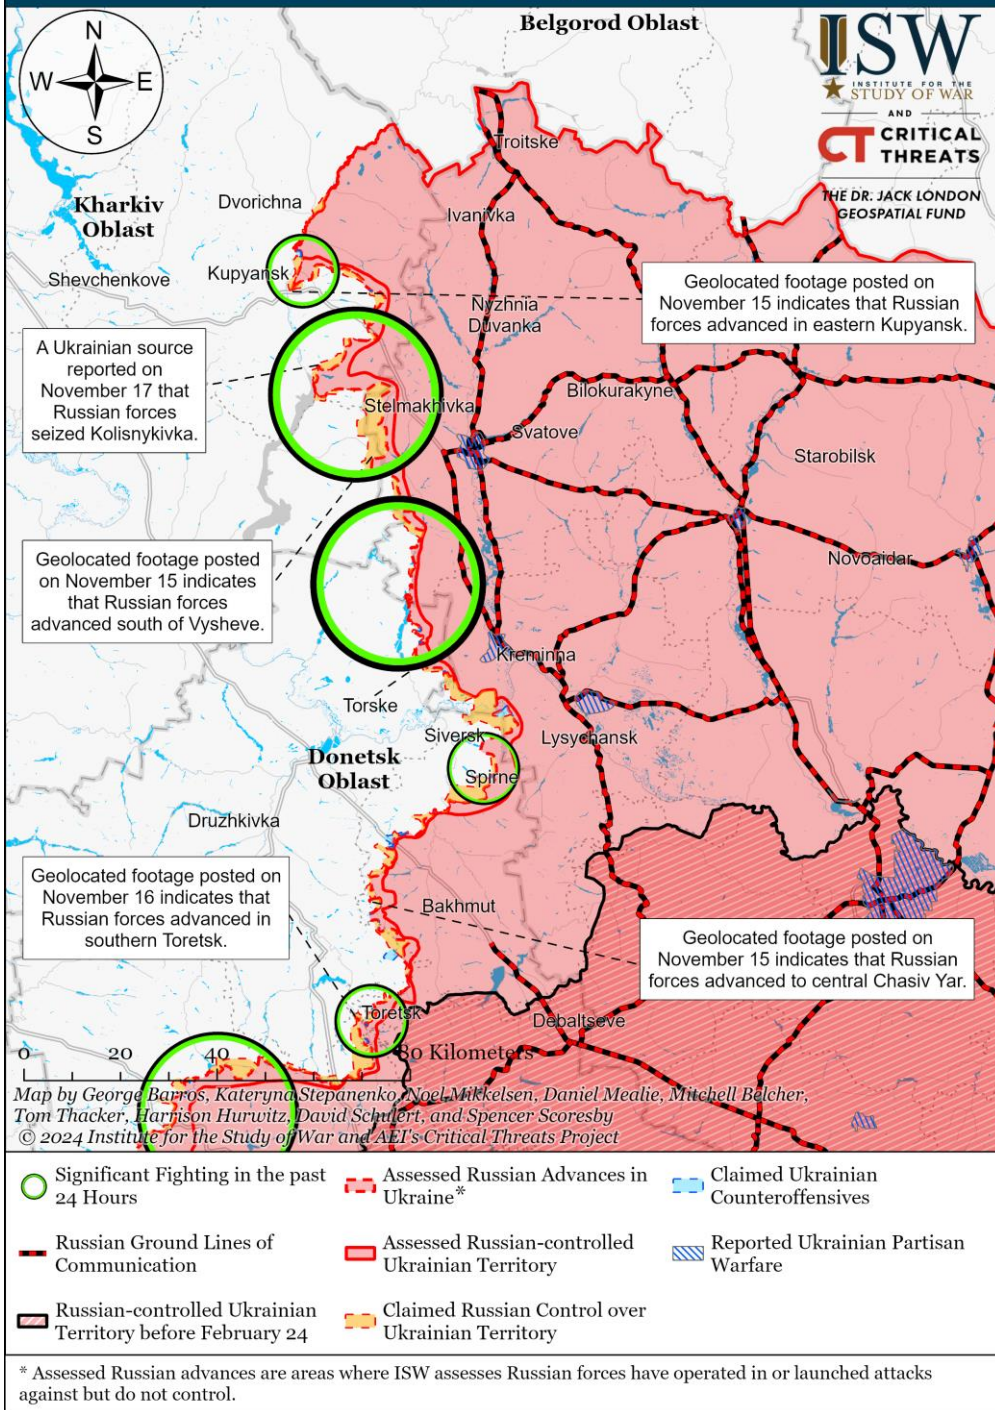 Belgorod Oblast
N
W
E
S
ISW
INSTITUTE FOR THE
STUDY OF WAR
AND
CT CRITICAL
THREATS
THE DR. JACK LONDON
GEOSPATIAL FUND
Troitske
Kharkiv
Oblast
Dvorichna
Ivanivka
Shevchenkove
Kupyansk
Geolocated footage posted on
November 15 indicates that Russian
forces advanced in eastern Kupyansk.
Nyzhnia
Duvanka
A Ukrainian source
reported on
November 17 that
Russian forces
seized Kolisnykivka.
Bilokurakyne
Stelmakhivka
Svatove
Starobilsk
Geolocated footage posted
on November 15 indicates
that Russian forces
advanced south of Vysheve.
Novoaidar
Kreminna
Torske
Siversk
Lysychansk
Donetsk
Oblast
Spirne
Druzhkivka
Geolocated footage posted on
November 16 indicates that
Russian forces advanced in
southern Toretsk.
Bakhmut
Geolocated footage posted on
November 15 indicates that Russian
forces advanced to central Chasiv Yar.
Toretsk
Debaltseve
0 20 40 80 Kilometers
Map by George Barros, Kateryna Stepanenko, Noel Mikkelsen, Daniel Mealie, Mitchell Belcher,
Tom Thacker, Harrison Hurwitz, David Schulert, and Spencer Scoresby
© 2024 Institute for the Study of War and AEI's Critical Threats Project
Significant Fighting in the past
24 Hours
Russian Ground Lines of
Communication
Russian-controlled Ukrainian
Territory before February 24
Assessed Russian Advances in
Ukraine*
Assessed Russian-controlled
Ukrainian Territory
Claimed Russian Control over
Ukrainian Territory
Claimed Ukrainian
Counteroffensives
Reported Ukrainian Partisan
Warfare
* Assessed Russian advances are areas where ISW assesses Russian forces have operated in or launched attacks
against but do not control.